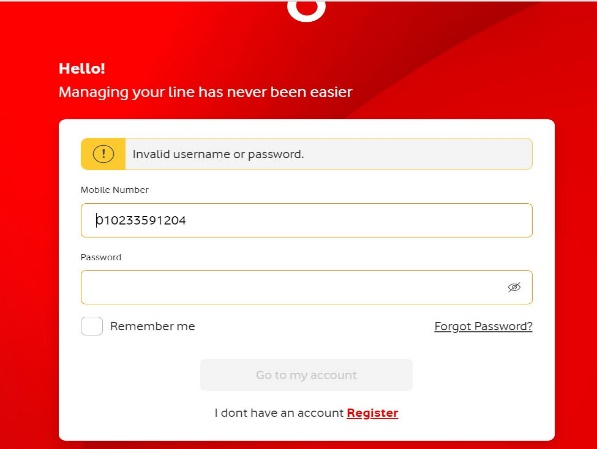 Hello!
Managing your line has never been easier
Invalid username or password.
Mobile Number
010233591204
Password
Remember me
Forgot Password?
Go to my account
I dont have an account Register